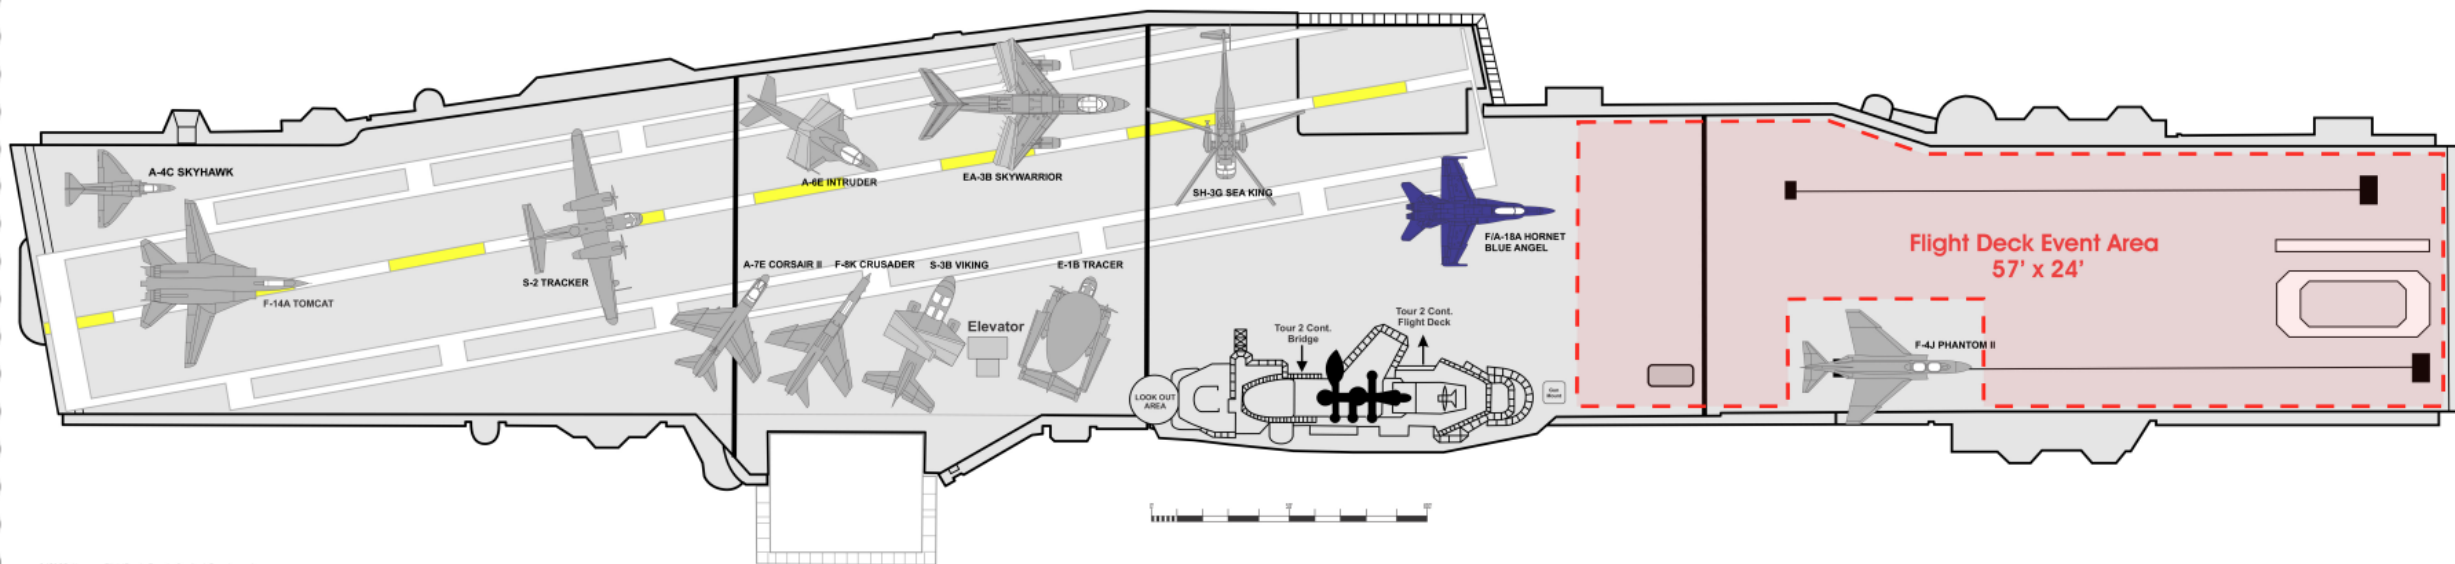 A-4C SKYHAWK
F-14A TOMCAT
S-2 TRACKER
A-6E INTRUDER
EA-3B SKYWARRIOR
SH-3G SEA KING
F/A-18A HORNET
BLUE ANGEL
A-7E CORSAIR II
F-8K CRUSADER
S-3B VIKING
E-1B TRACER
Elevator
LOOK OUT
AREA
Tour 2 Cont.
Bridge
Tour 2 Cont.
Flight Deck
Flight Deck Event Area
57' x 24'
F-4J PHANTOM II